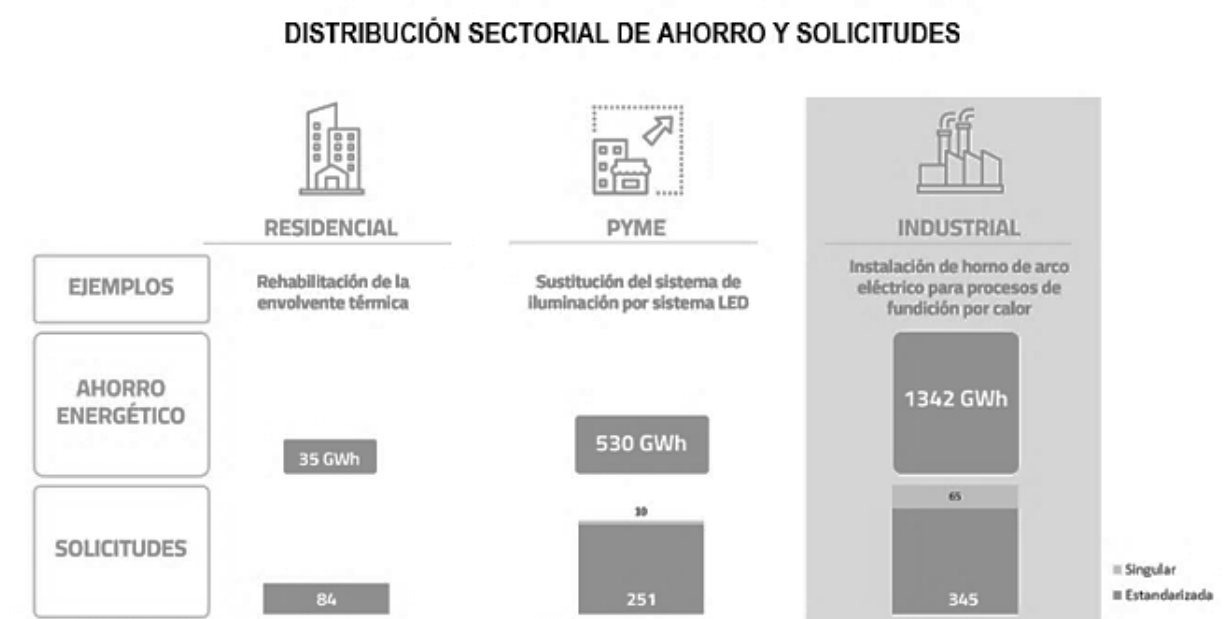 DISTRIBUCIÓN SECTORIAL DE AHORRO Y SOLICITUDES
RESIDENCIAL
PYME
INDUSTRIAL
EJEMPLOS
Rehabilitación de la
envolvente térmica
Sustitución del sistema de
iluminación por sistema LED
Instalación de horno de arco
eléctrico para procesos de
fundición por calor
AHORRO
ENERGÉTICO
35 GWh
530 GWh
1342 GWh
SOLICITUDES
84
10
251
65
345
Singular
Estandarizada